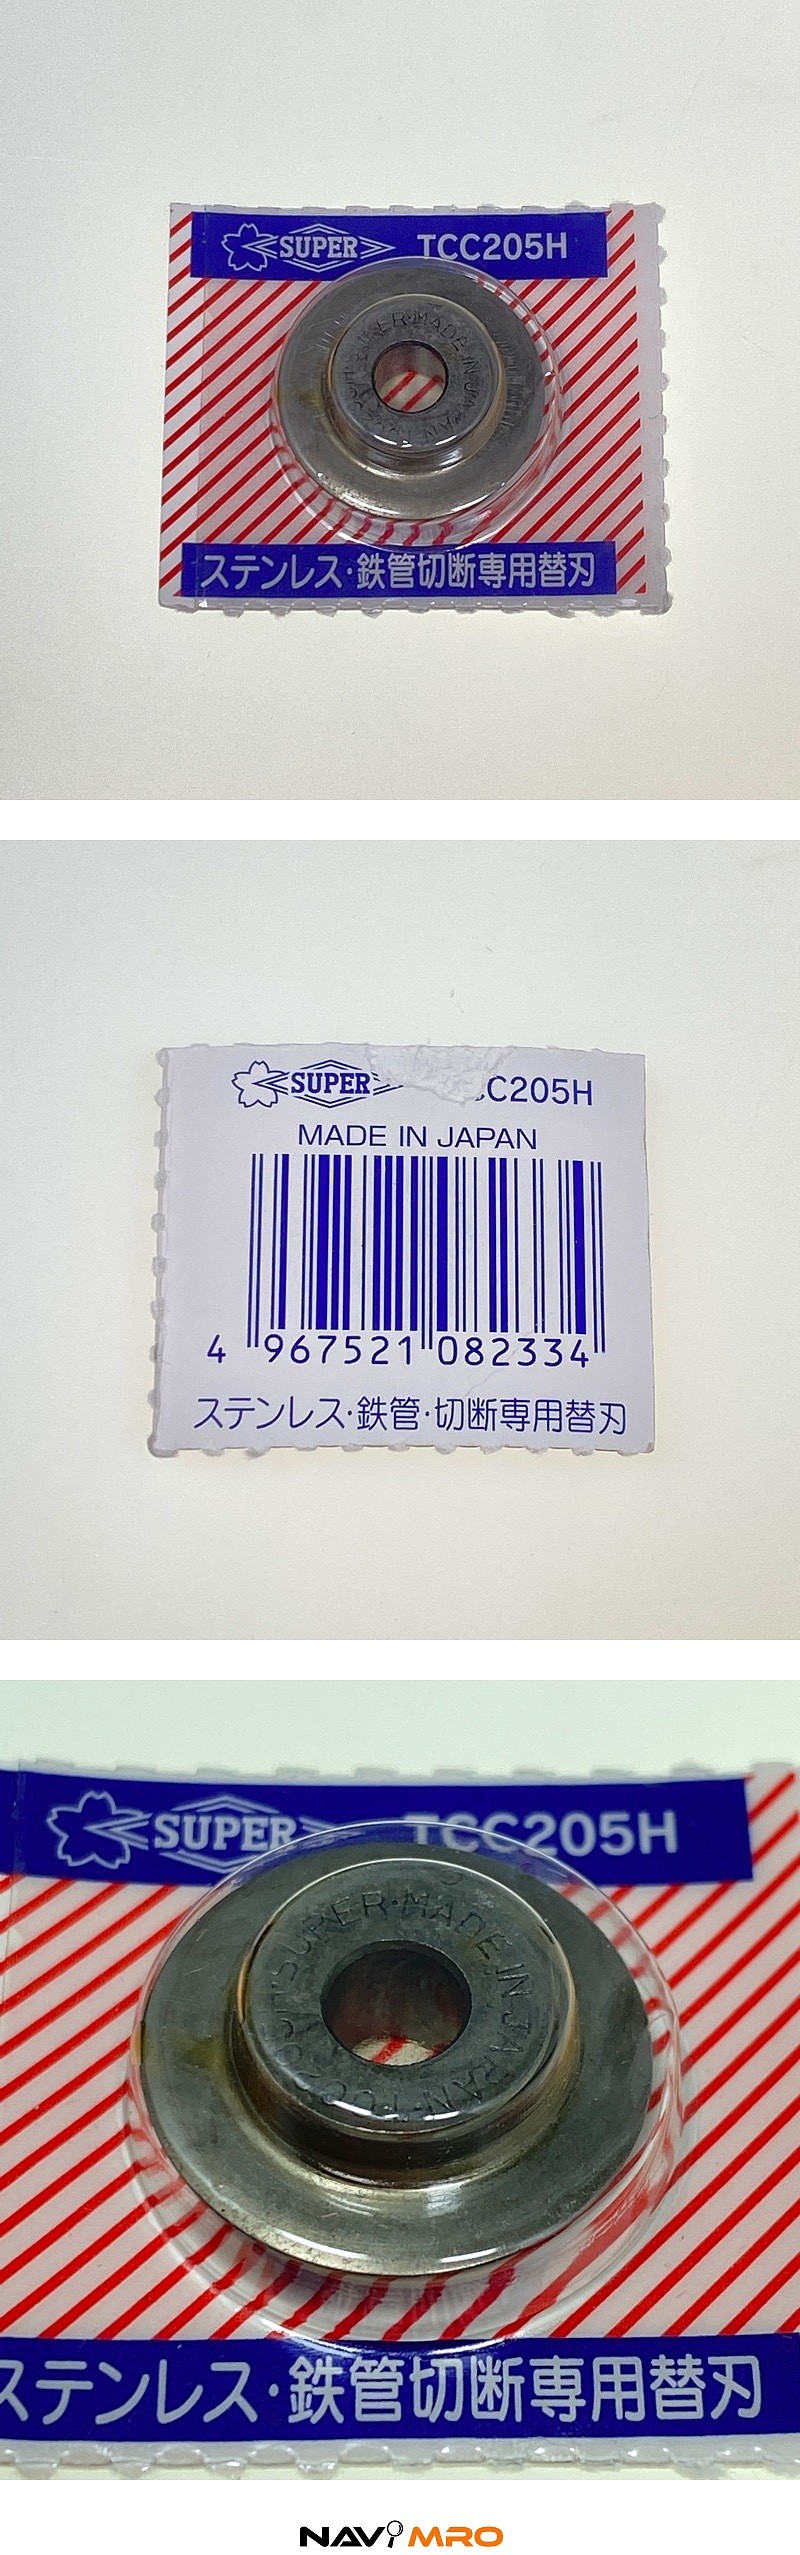 SUPER TCC205H
SUPER·MADE IN JAPAN
ステンレス·鉄管切断専用替刃
SUPER C205H
MADE IN JAPAN
4 967521 082334
ステンレス·鉄管·切断専用替刃
SUPER TCC205H
SUPER·MADE IN JAPAN
ステンレス·鉄管切断専用替刃
NAVI MRO